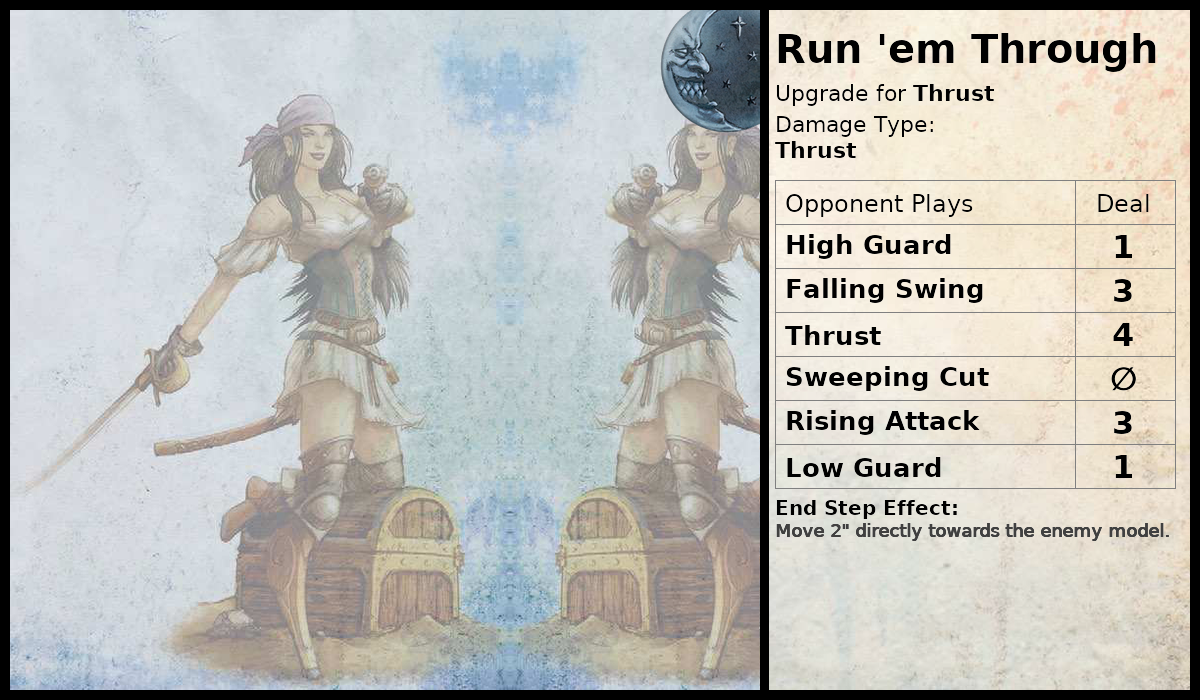 Run 'em Through
Upgrade for Thrust
Damage Type:
Thrust
Opponent Plays Deal
High Guard 1
Falling Swing 3
Thrust 4
Sweeping Cut ∅
Rising Attack 3
Low Guard 1
End Step Effect:
Move 2" directly towards the enemy model.